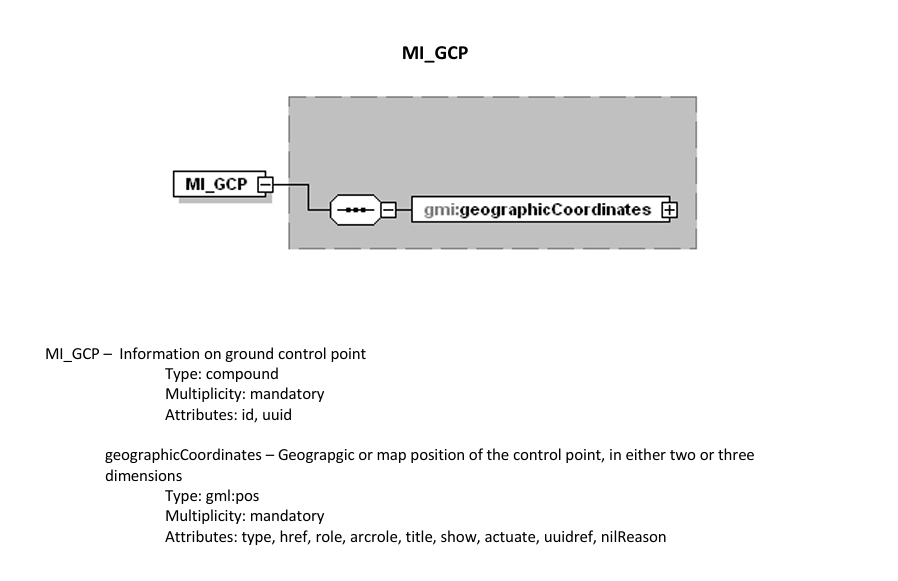 MI_GCP
MI_GCP
gmi:geographicCoordinates
MI_GCP – Information on ground control point
Type: compound
Multiplicity: mandatory
Attributes: id, uuid
geographicCoordinates – Geograpgic or map position of the control point, in either two or three
dimensions
Type: gml:pos
Multiplicity: mandatory
Attributes: type, href, role, arcrole, title, show, actuate, uuidref, nilReason